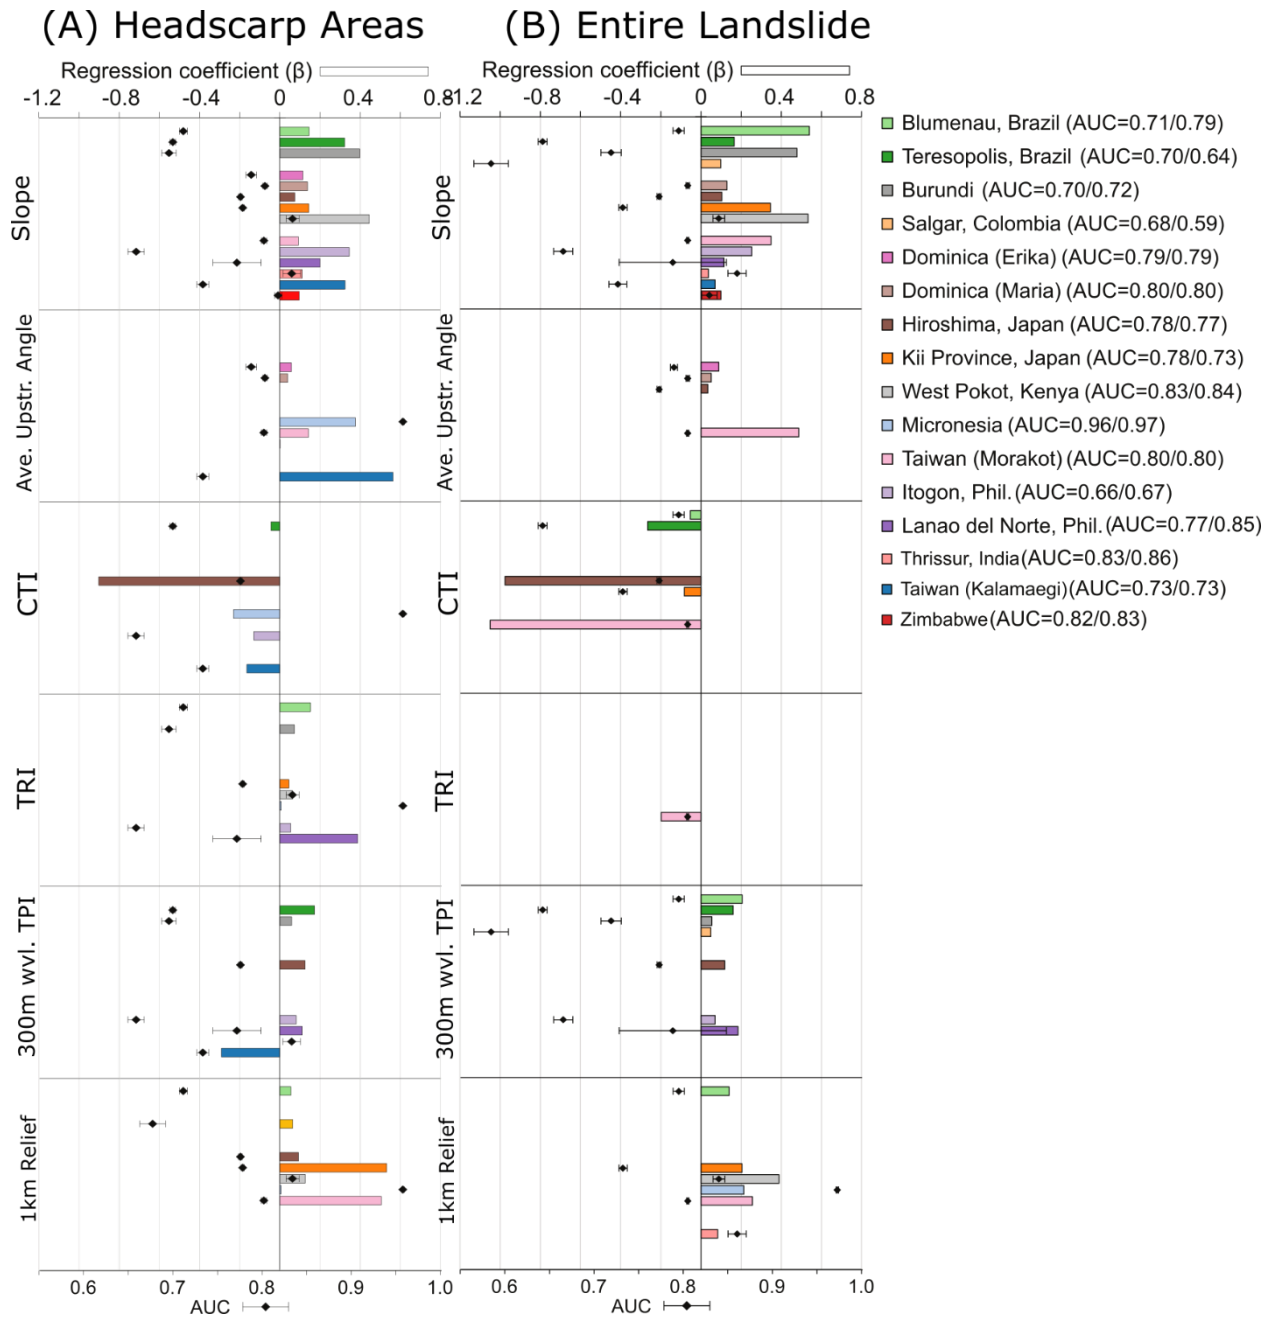 (A) Headscarp Areas
(B) Entire Landslide
Regression coefficient (β)
Regression coefficient (β)
-1.2 -0.8 -0.4 0 0.4 0.8
1.2 -0.8 -0.4 0 0.4 0.8
Slope
Ave. Upstr. Angle
CTI
TRI
300m wvl. TPI
1km Relief
0.6 0.7 0.8 0.9 1.0
AUC
Slope
Ave. Upstr. Angle
CTI
TRI
300m wvl. TPI
1km Relief
0.6 0.7 0.8 0.9 1.0
AUC
Blumenau, Brazil (AUC=0.71/0.79)
Teresopolis, Brazil (AUC=0.70/0.64)
Burundi (AUC=0.70/0.72)
Salgar, Colombia (AUC=0.68/0.59)
Dominica (Erika) (AUC=0.79/0.79)
Dominica (Maria) (AUC=0.80/0.80)
Hiroshima, Japan (AUC=0.78/0.77)
Kii Province, Japan (AUC=0.78/0.73)
West Pokot, Kenya (AUC=0.83/0.84)
Micronesia (AUC=0.96/0.97)
Taiwan (Morakot) (AUC=0.80/0.80)
Itogon, Phil. (AUC=0.66/0.67)
Lanao del Norte, Phil. (AUC=0.77/0.85)
Thrissur, India (AUC=0.83/0.86)
Taiwan (Kalamaegi) (AUC=0.73/0.73)
Zimbabwe (AUC=0.82/0.83)